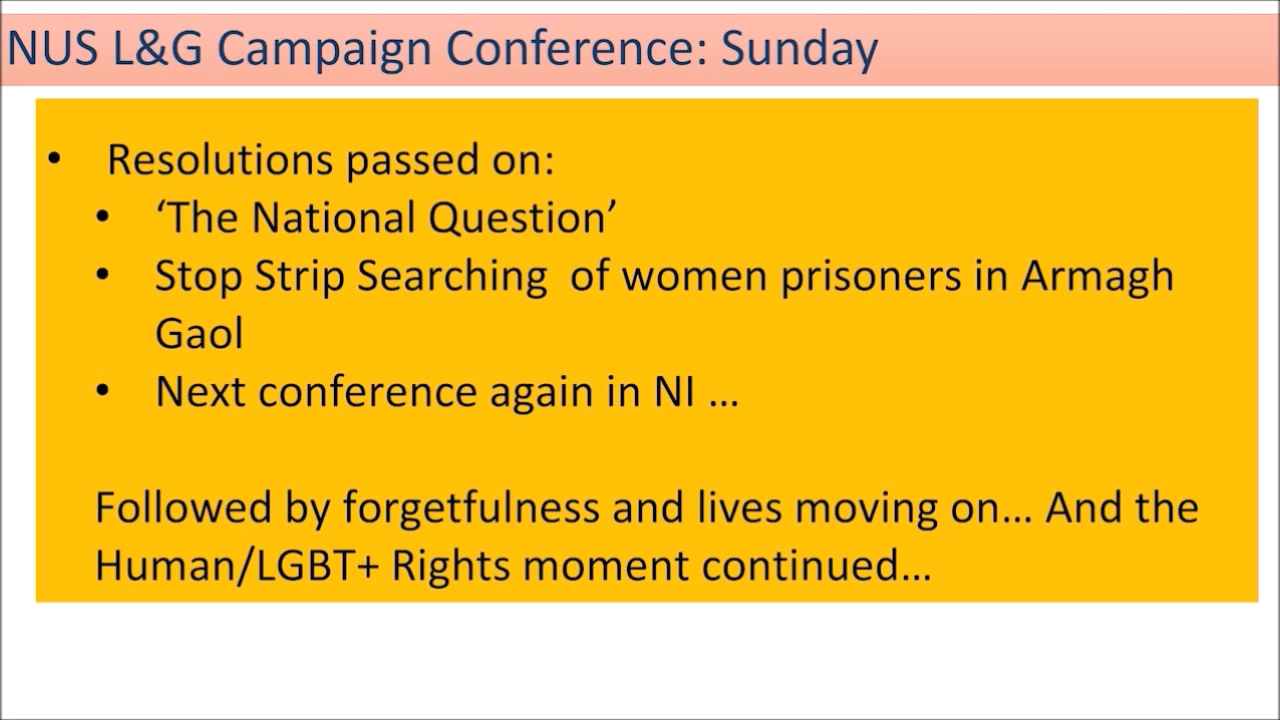 NUS L&G Campaign Conference: Sunday
• Resolutions passed on:
• ‘The National Question’
• Stop Strip Searching  of women prisoners in Armagh
Gaol
• Next conference again in NI …
Followed by forgetfulness and lives moving on… And the
Human/LGBT+ Rights moment continued…